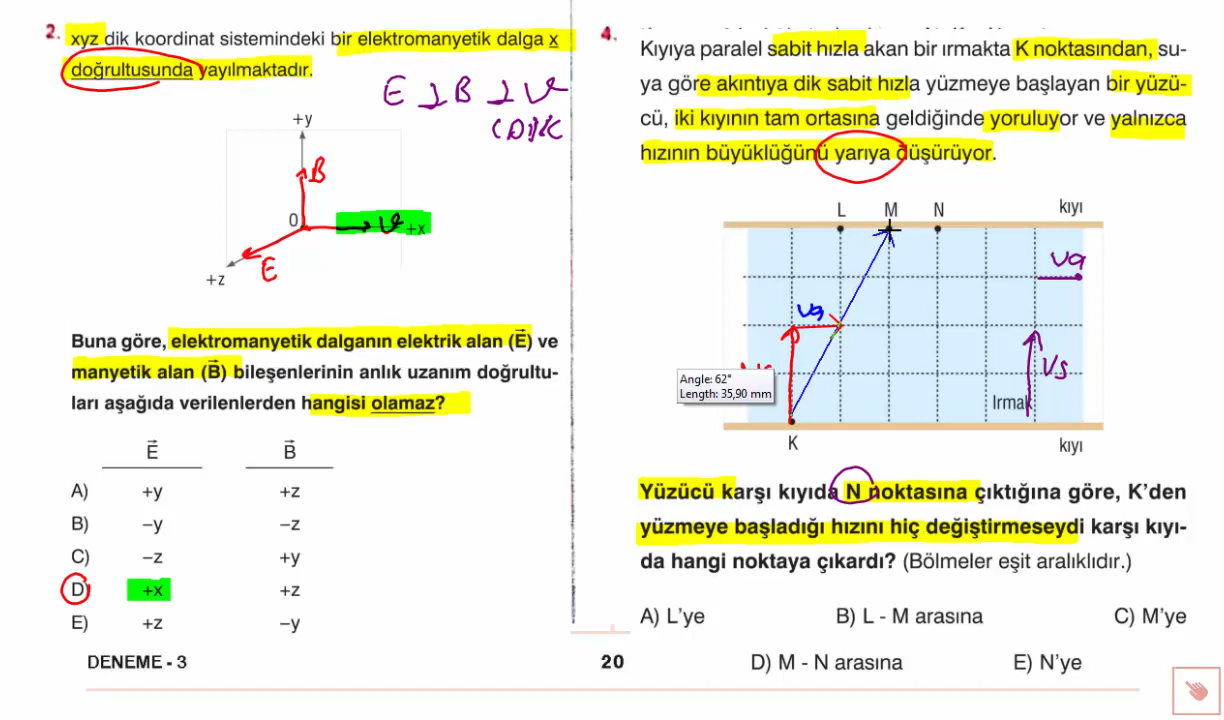 2. xyz dik koordinat sistemindeki bir elektromanyetik dalga x
doğrultusunda yayılmaktadır.
E ⊥ B ⊥ V
+y
B
O
V
+x
E
+z
Buna göre, elektromanyetik dalganın elektrik alan (E⃗) ve
manyetik alan (B⃗) bileşenlerinin anlık uzanım doğrultu-
ları aşağıda verilenlerden hangisi olamaz?
E⃗ B⃗
A) +y +z
B) –y –z
C) –z +y
D) +x +z
E) +z –y
DENEME - 3
20
4.
Kıyıya paralel sabit hızla akan bir ırmakta K noktasından, su-
ya göre akıntıya dik sabit hızla yüzmeye başlayan bir yüzü-
cü, iki kıyının tam ortasına geldiğinde yoruluyor ve yalnızca
hızının büyüklüğünü yarıya düşürüyor.
L M N kıyı
Va
Va
Vs
Angle: 62°
Length: 35,90 mm
Irmak
K kıyı
Yüzücü karşı kıyıda N noktasına çıktığına göre, K'den
yüzmeye başladığı hızını hiç değiştirmeseydi karşı kıyı-
da hangi noktaya çıkardı? (Bölmeler eşit aralıklıdır.)
A) L'ye B) L - M arasına C) M'ye
D) M - N arasına E) N'ye